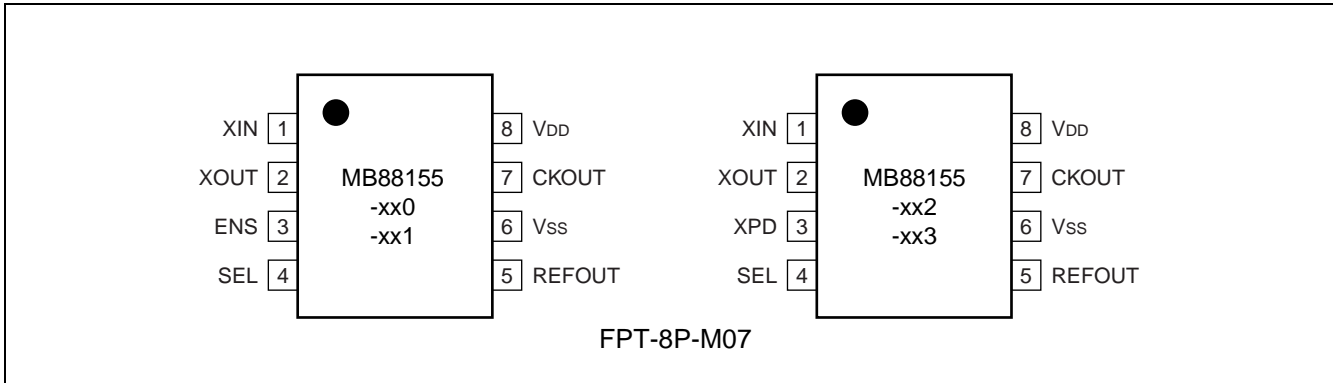 XIN 1 8 VDD XIN 1 8 VDD
XOUT 2 MB88155 7 CKOUT XOUT 2 MB88155 7 CKOUT
-xx0 -xx2
ENS 3 -xx1 6 VSS XPD 3 -xx3 6 VSS
SEL 4 5 REFOUT SEL 4 5 REFOUT
FPT-8P-M07